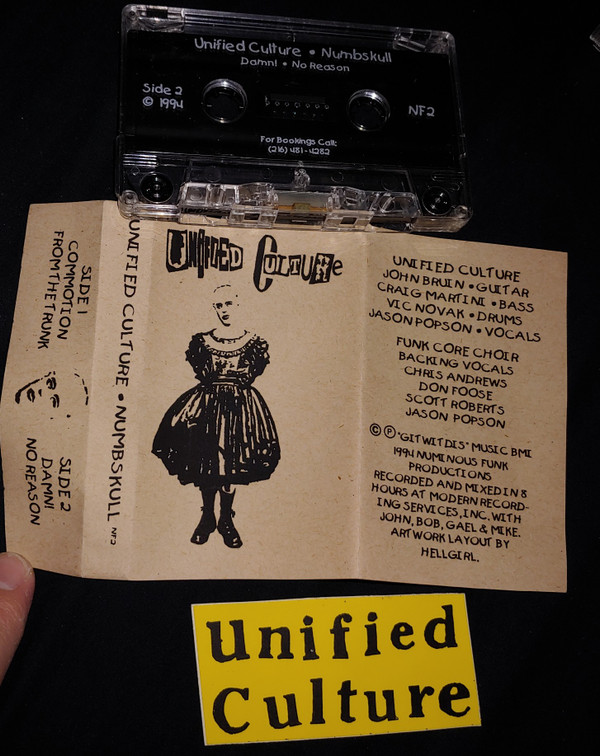 Unified Culture • Numbskull
Damn! • No Reason
Side 2
© 1994
NF2
For Bookings Call:
(216) 481-4282
SIDE 1
COMMOTION
FROM THE TRUNK
SIDE 2
DAMN!
NO REASON
UNIFIED CULTURE • NUMBSKULL NF2
UNIFIED CULTURE
UNIFIED CULTURE
JOHN BRUIN • GUITAR
CRAIG MARTINI • BASS
VIC NOVAK • DRUMS
JASON POPSON • VOCALS
FUNK CORE CHOIR
BACKING VOCALS
CHRIS ANDREWS
DON FOOSE
SCOTT ROBERTS
JASON POPSON
© ℗ "GIT WIT DIS" MUSIC BMI
1994 NUMINOUS FUNK
PRODUCTIONS
RECORDED AND MIXED IN 8
HOURS AT MODERN RECORD-
ING SERVICES, INC. WITH
JOHN, BOB, GAEL & MIKE.
ARTWORK LAYOUT BY
HELLGIRL.
Unified
Culture